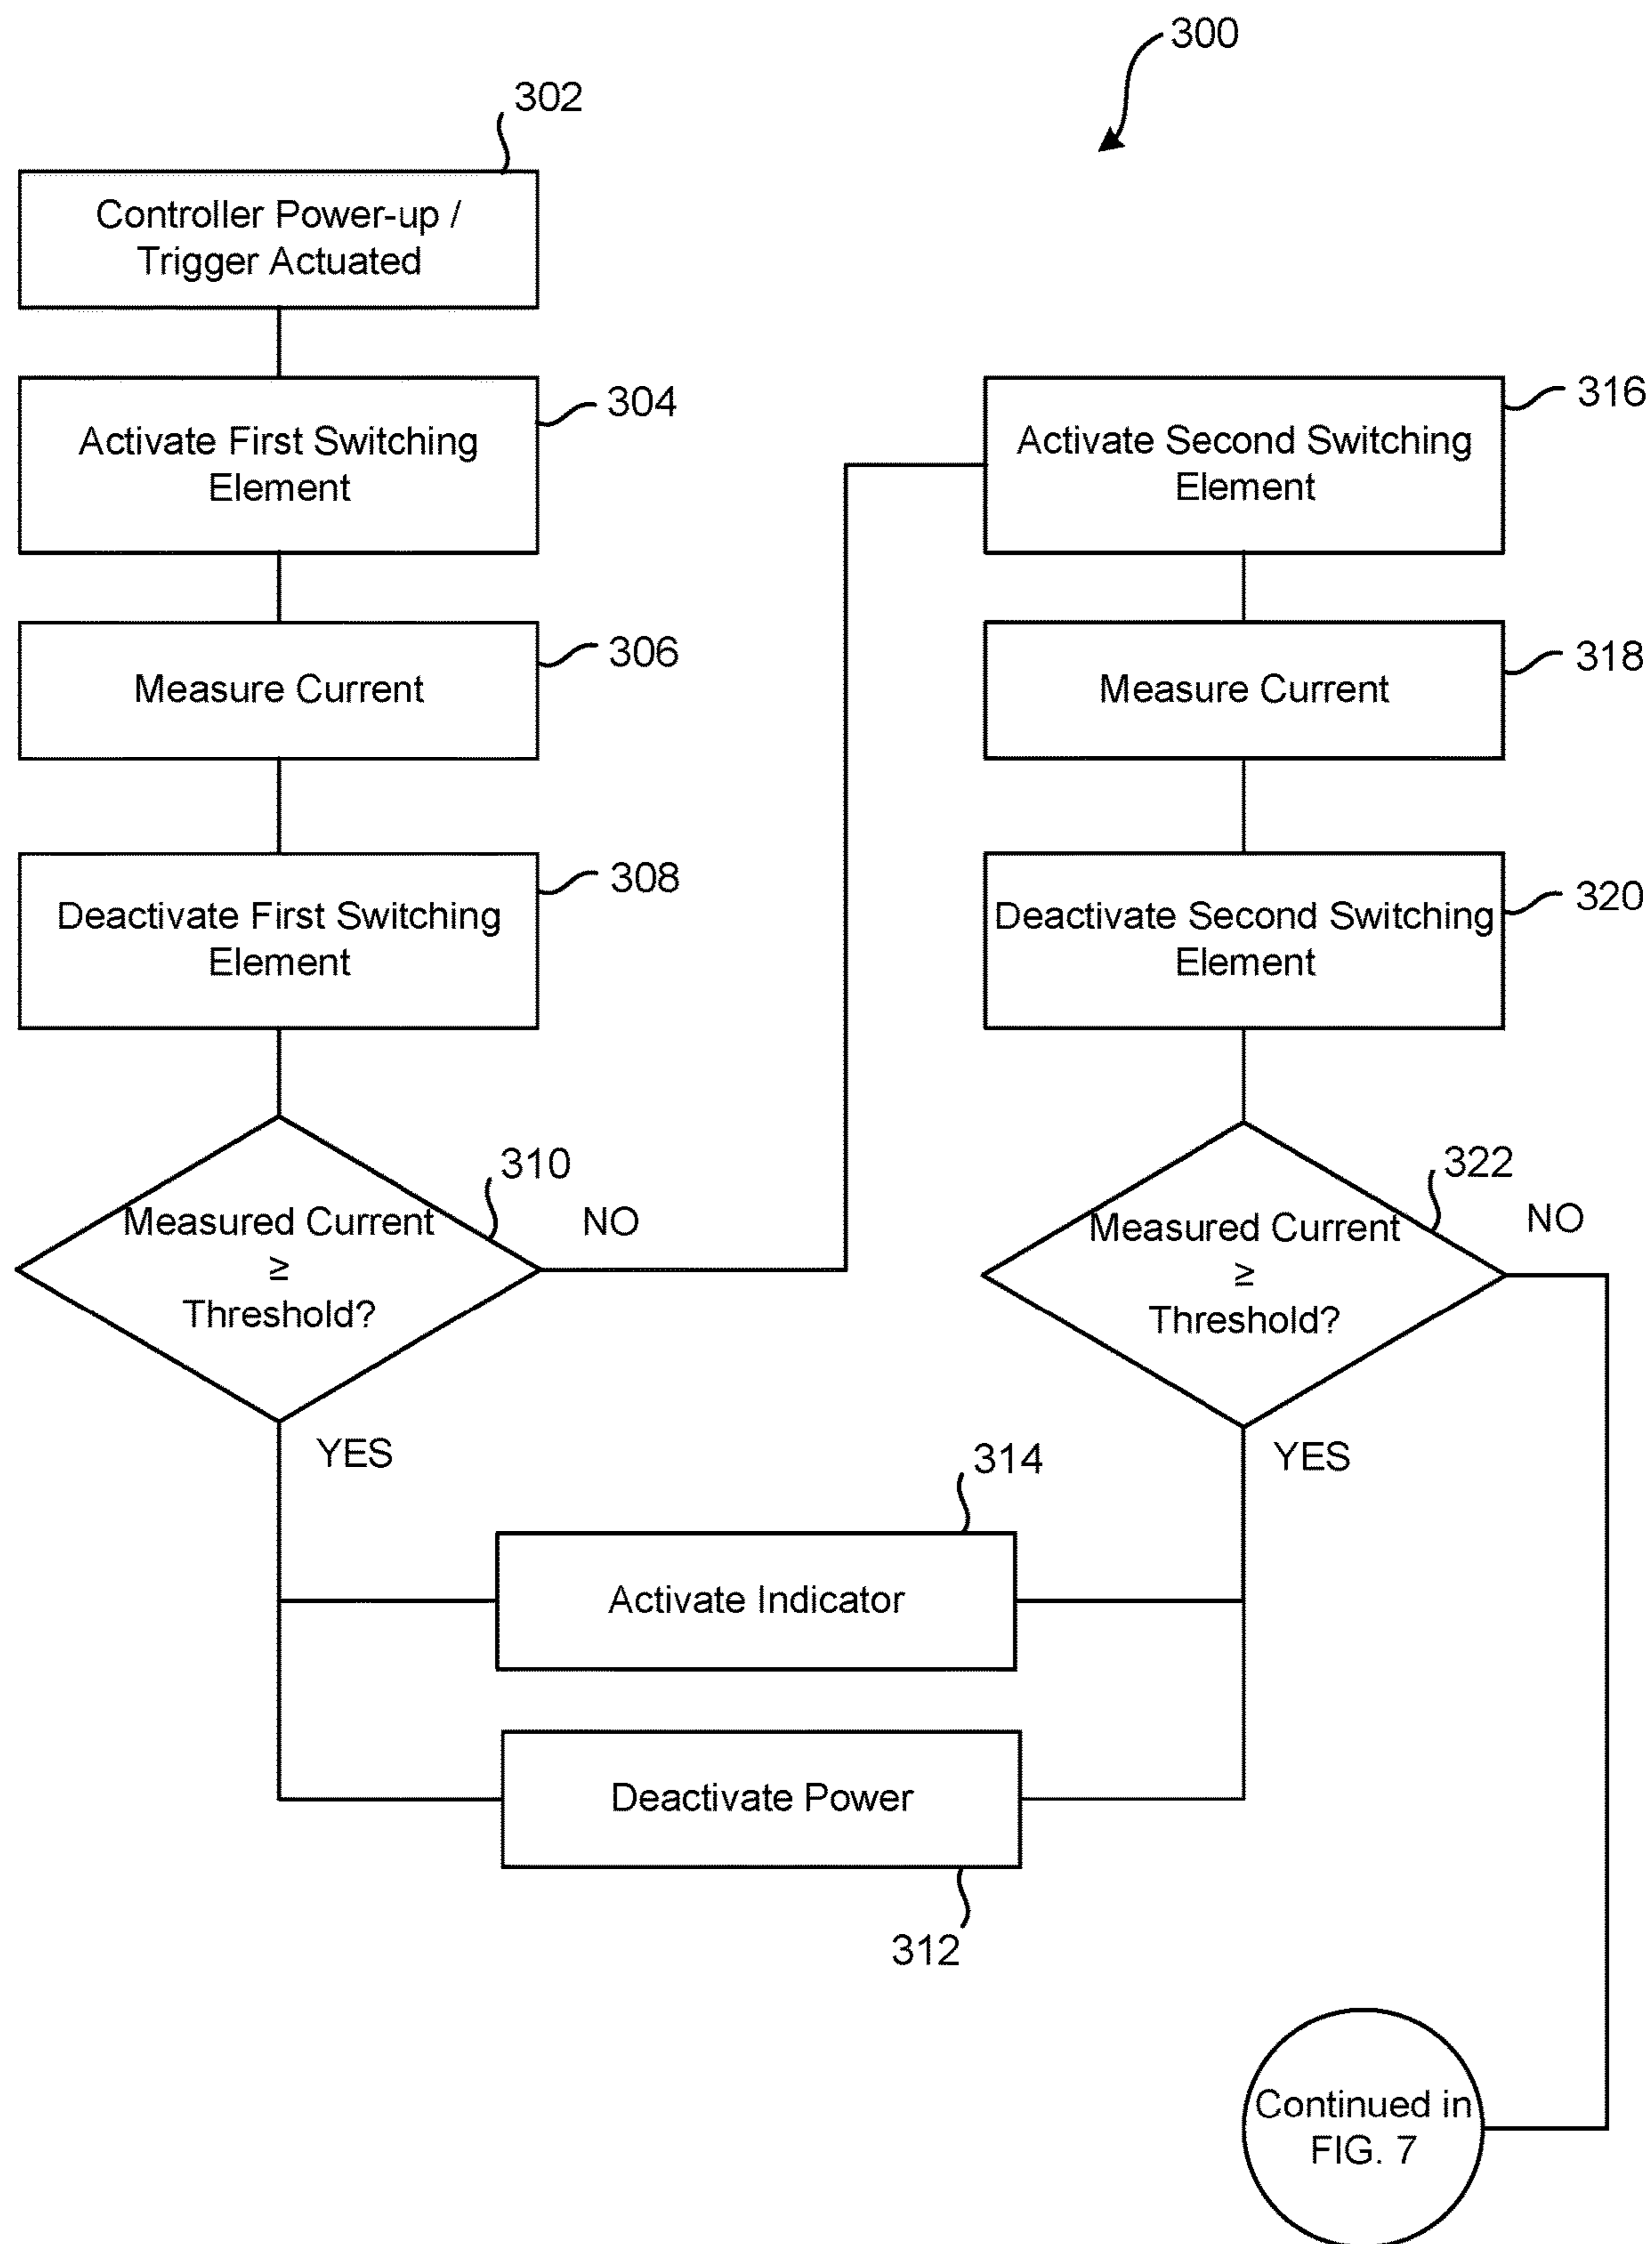 300
302
Controller Power-up /
Trigger Actuated
304
Activate First Switching
Element
306
Measure Current
308
Deactivate First Switching
Element
310
Measured Current
≥
Threshold?
NO
YES
316
Activate Second Switching
Element
318
Measure Current
320
Deactivate Second Switching
Element
322
Measured Current
≥
Threshold?
NO
YES
314
Activate Indicator
Deactivate Power
312
Continued in
FIG. 7